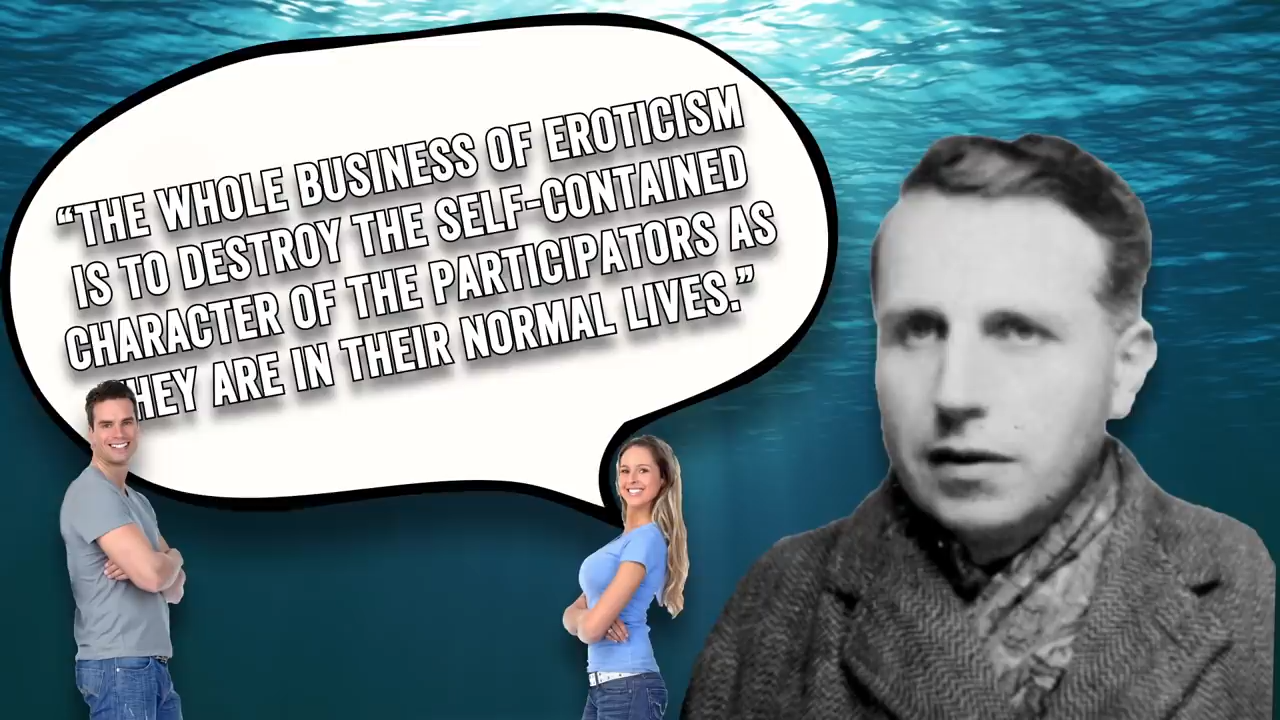 “THE WHOLE BUSINESS OF EROTICISM
IS TO DESTROY THE SELF-CONTAINED
CHARACTER OF THE PARTICIPATORS AS
THEY ARE IN THEIR NORMAL LIVES.”